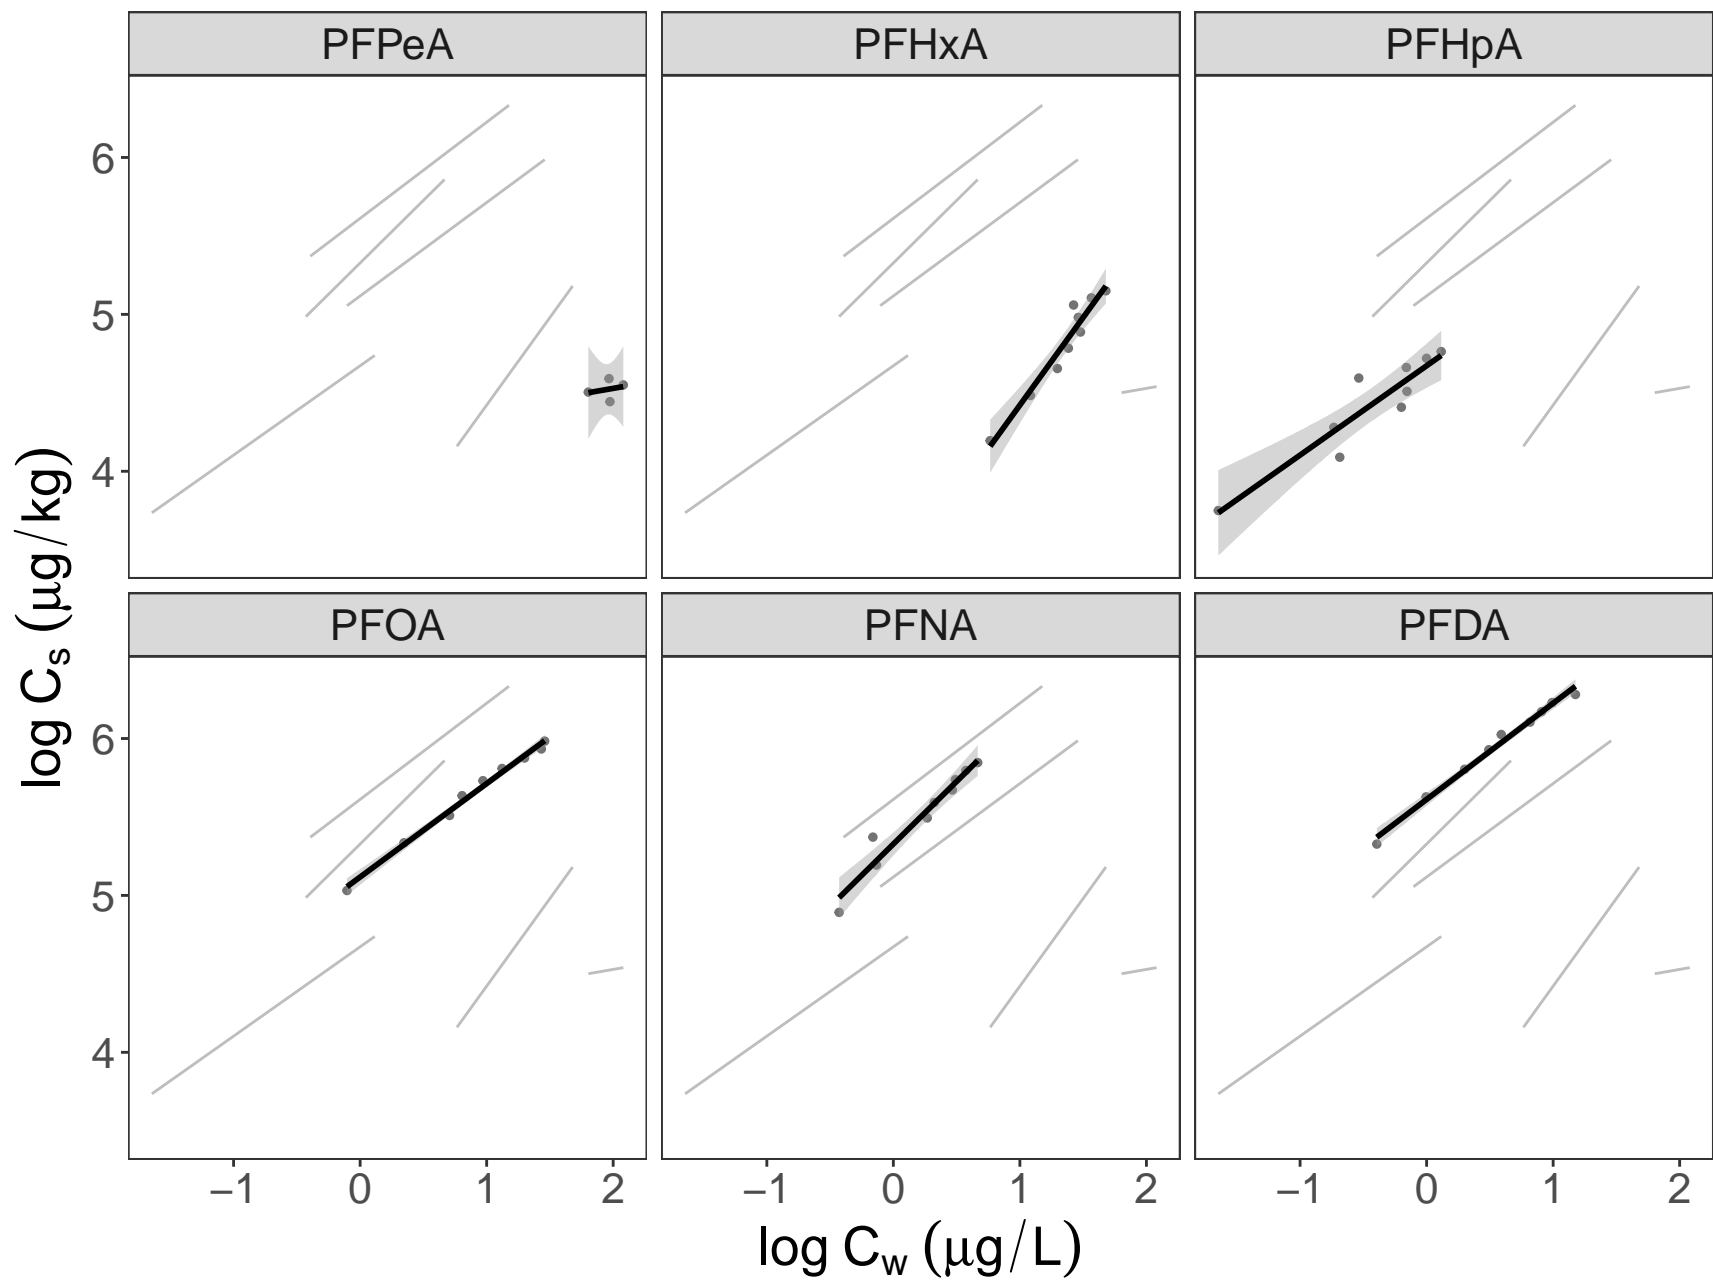 PFPeA PFHxA PFHpA
6
5
4
PFOA PFNA PFDA
6
5
4
−1 0 1 2 −1 0 1 2 −1 0 1 2
log Cw (μg/L)
log Cs (μg/kg)